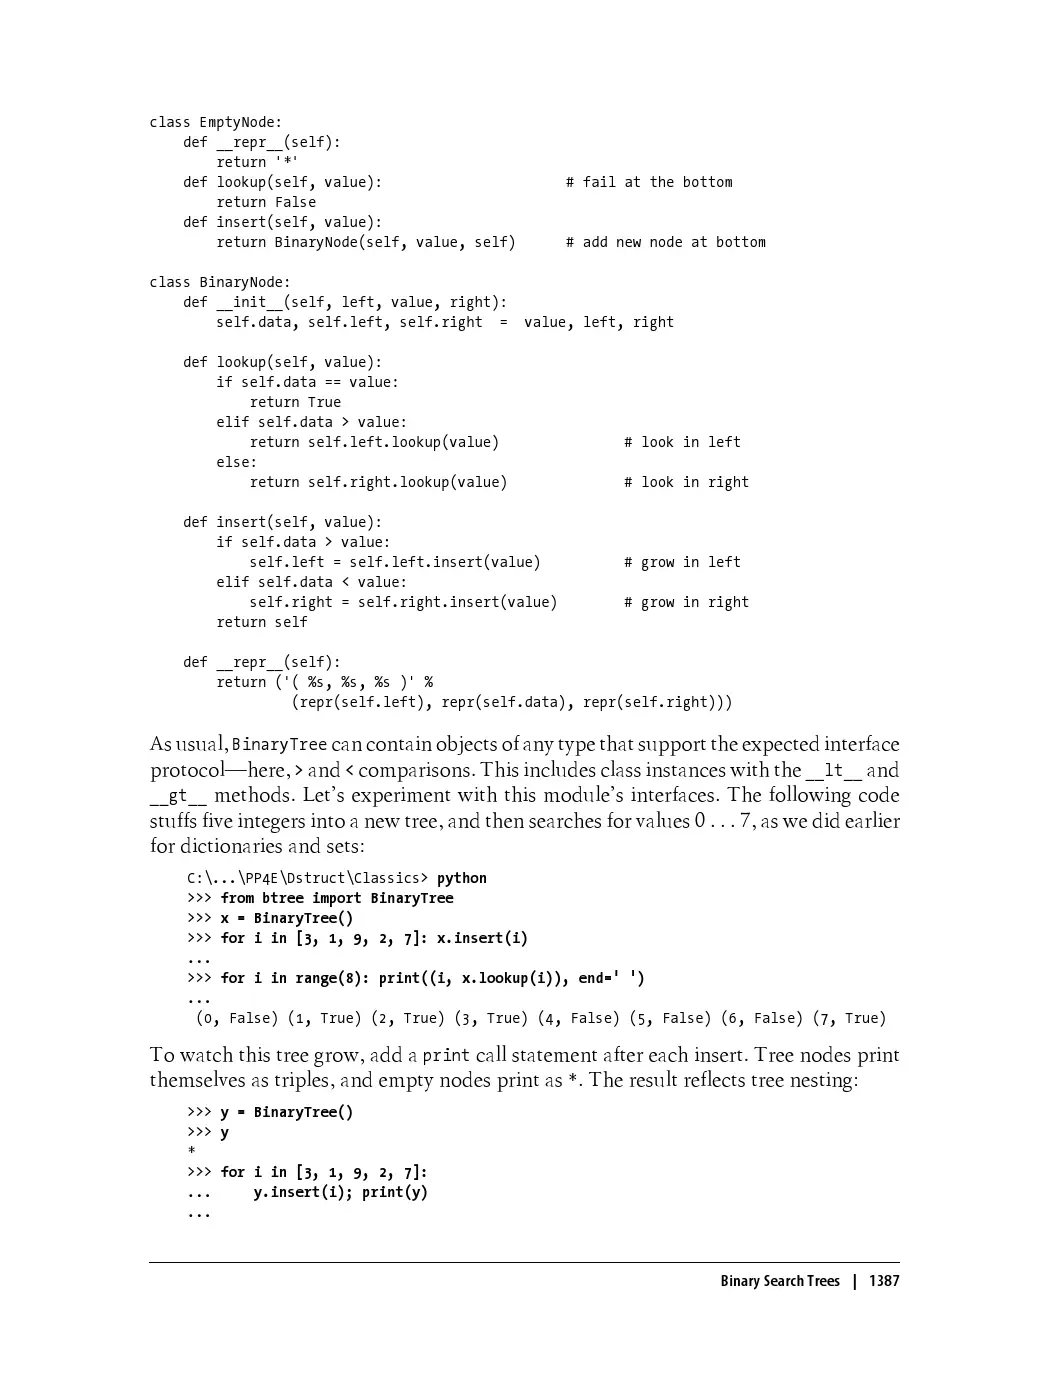 class EmptyNode:
    def __repr__(self):
        return '*'
    def lookup(self, value):                      # fail at the bottom
        return False
    def insert(self, value):
        return BinaryNode(self, value, self)      # add new node at bottom

class BinaryNode:
    def __init__(self, left, value, right):
        self.data, self.left, self.right  =  value, left, right

    def lookup(self, value):
        if self.data == value:
            return True
        elif self.data > value:
            return self.left.lookup(value)               # look in left
        else:
            return self.right.lookup(value)              # look in right

    def insert(self, value):
        if self.data > value:
            self.left = self.left.insert(value)          # grow in left
        elif self.data < value:
            self.right = self.right.insert(value)        # grow in right
        return self

    def __repr__(self):
        return ('( %s, %s, %s )' %
                 (repr(self.left), repr(self.data), repr(self.right)))

As usual, BinaryTree can contain objects of any type that support the expected interface
protocol—here, > and < comparisons. This includes class instances with the __lt__ and
__gt__ methods. Let’s experiment with this module’s interfaces. The following code
stuffs five integers into a new tree, and then searches for values 0 . . . 7, as we did earlier
for dictionaries and sets:
C:\...\PP4E\Dstruct\Classics> python
>>> from btree import BinaryTree
>>> x = BinaryTree()
>>> for i in [3, 1, 9, 2, 7]: x.insert(i)
...
>>> for i in range(8): print((i, x.lookup(i)), end=' ')
...
(0, False) (1, True) (2, True) (3, True) (4, False) (5, False) (6, False) (7, True)
To watch this tree grow, add a print call statement after each insert. Tree nodes print
themselves as triples, and empty nodes print as *. The result reflects tree nesting:
>>> y = BinaryTree()
>>> y
*
>>> for i in [3, 1, 9, 2, 7]:
...     y.insert(i); print(y)
...
Binary Search Trees | 1387